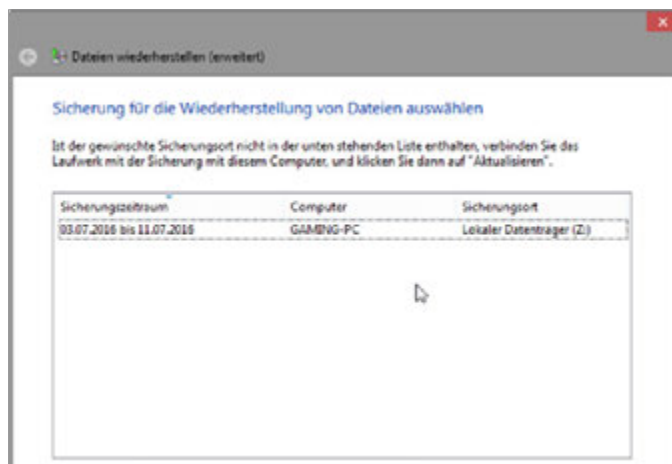 Dateien wiederherstellen (erweitert)
Sicherung für die Wiederherstellung von Dateien auswählen
Ist der gewünschte Sicherungsort nicht in der unten stehenden Liste enthalten, verbinden Sie das
Laufwerk mit der Sicherung mit diesem Computer, und klicken Sie dann auf "Aktualisieren".
Sicherungszeitraum Computer Sicherungsort
03.07.2016 bis 11.07.2016 GAMING-PC Lokaler Datenträger (Z:)